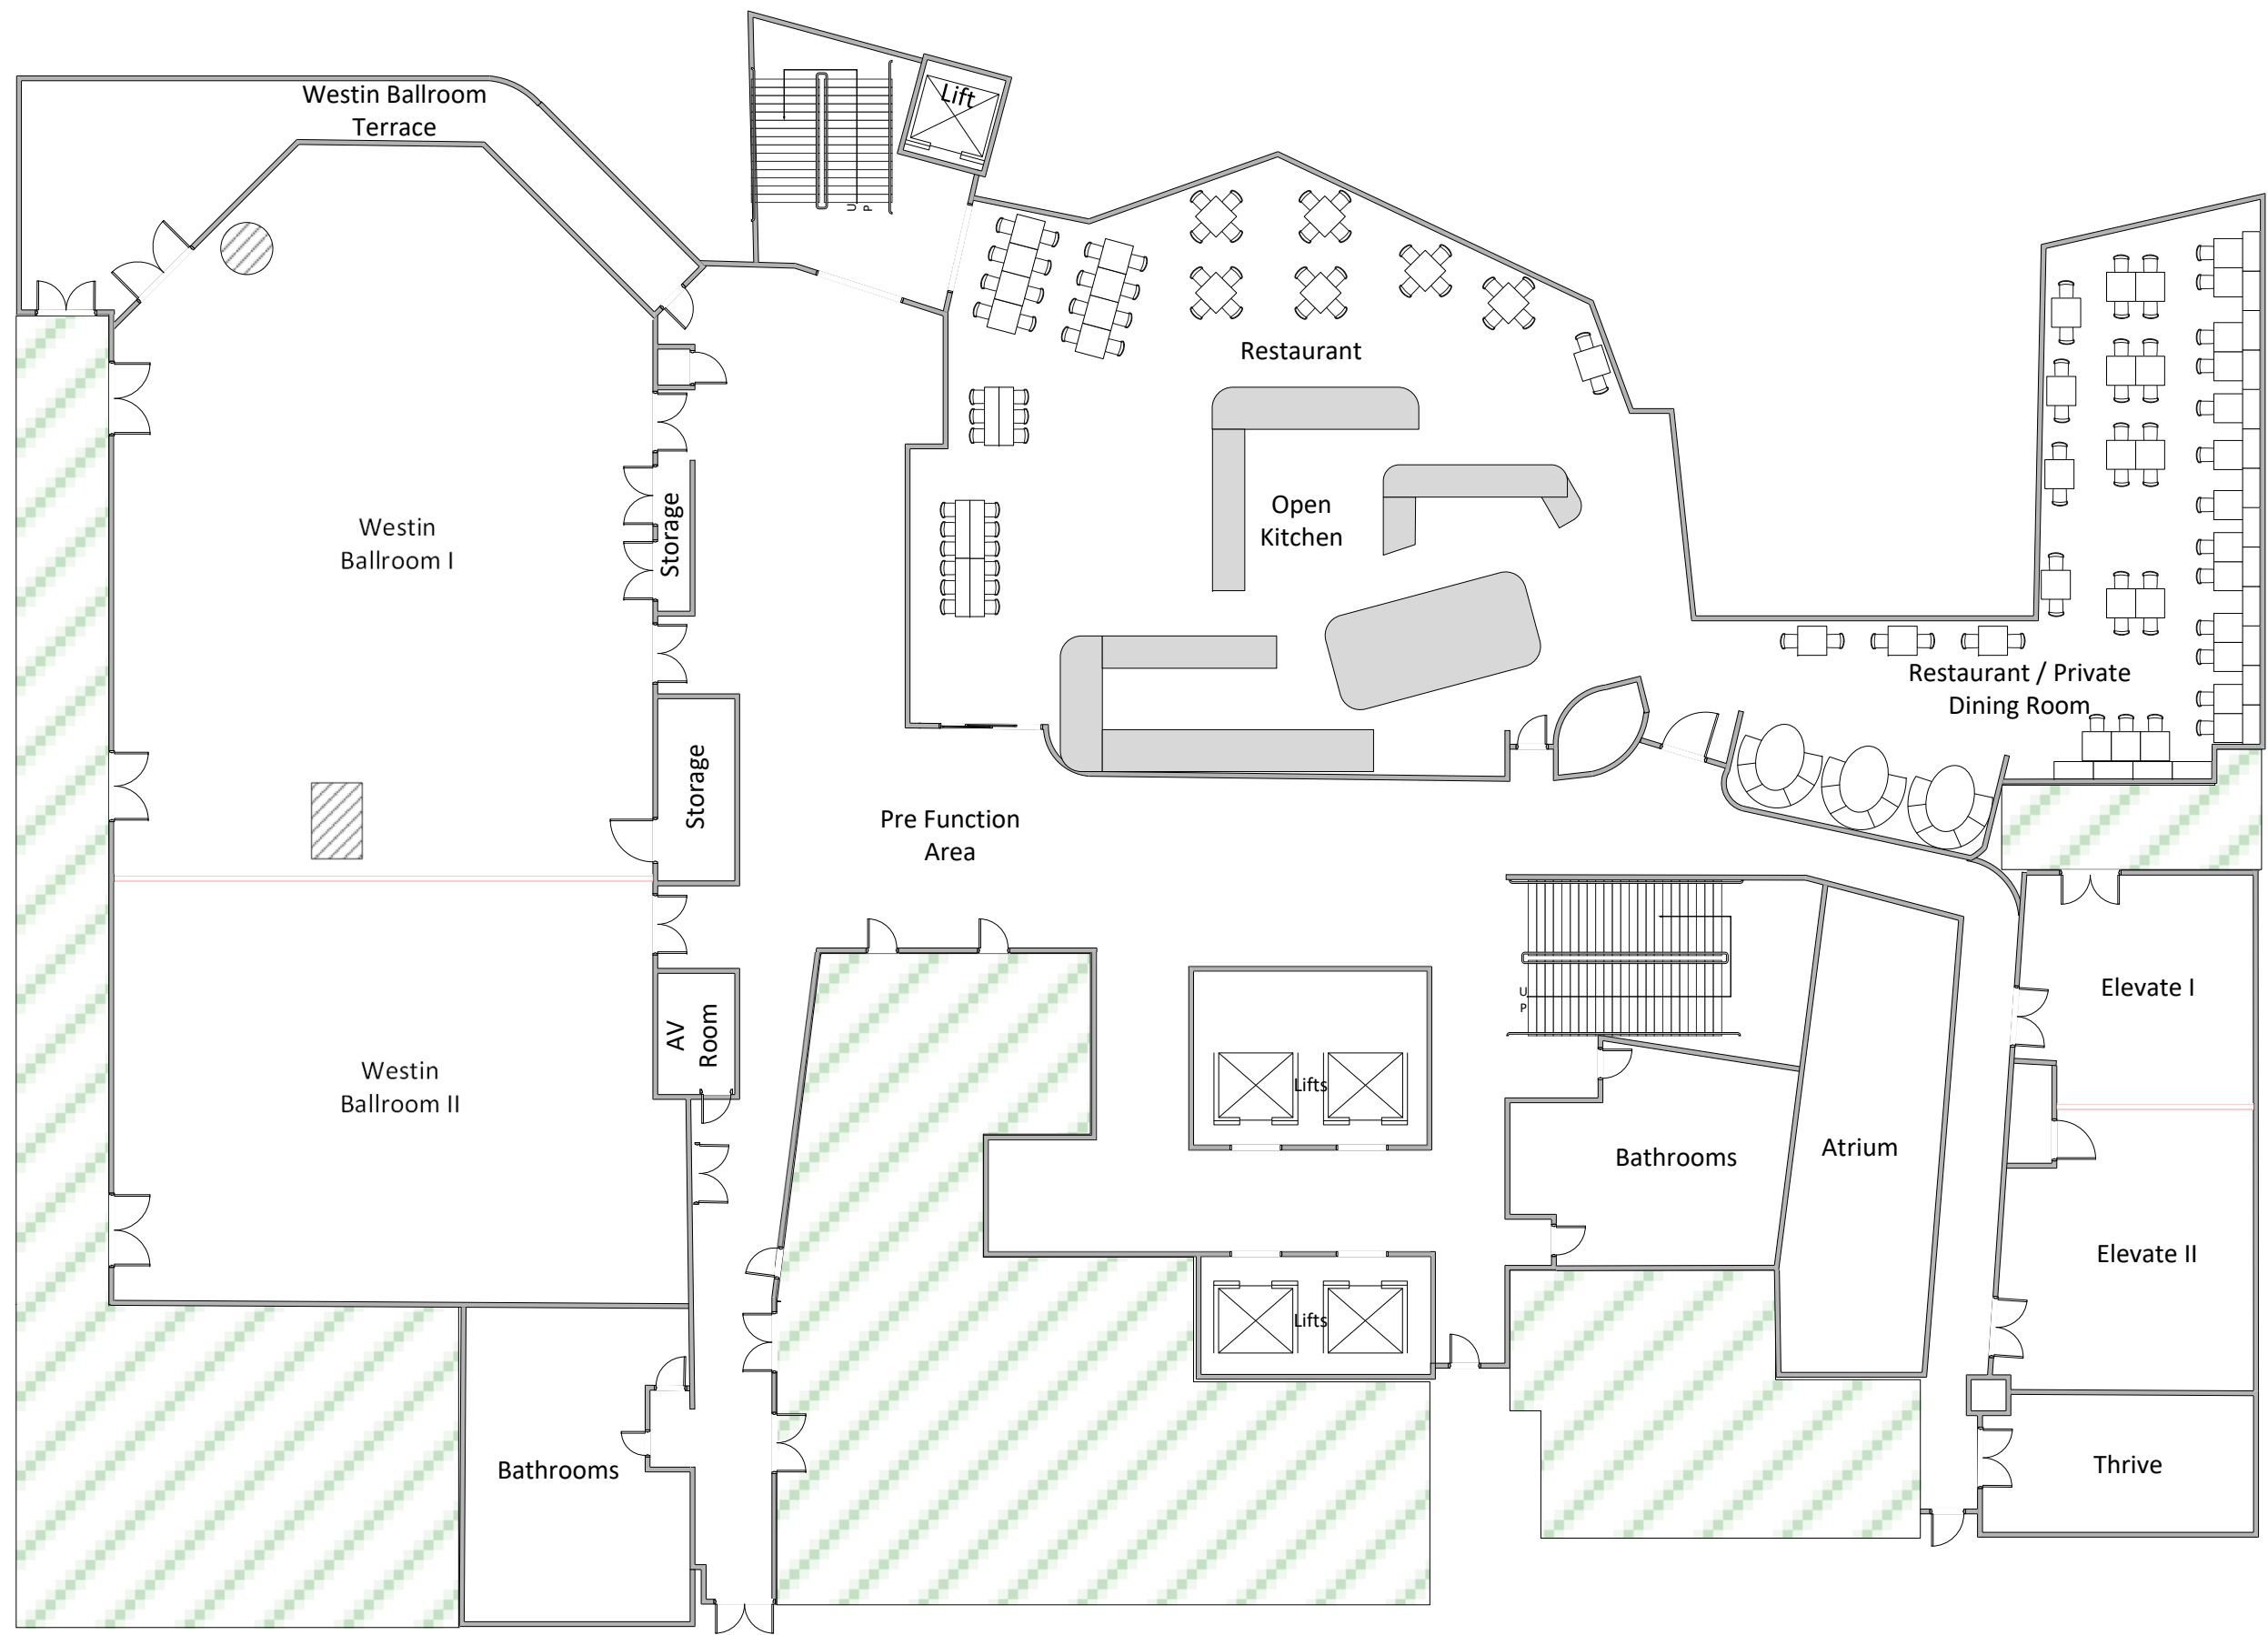 Westin Ballroom
Terrace
Lift
UP
Restaurant
Westin
Ballroom I
Storage
Open
Kitchen
Restaurant / Private
Dining Room
Storage
Pre Function
Area
Elevate I
UP
AV
Room
Westin
Ballroom II
Lifts
Bathrooms
Atrium
Elevate II
Lifts
Bathrooms
Thrive